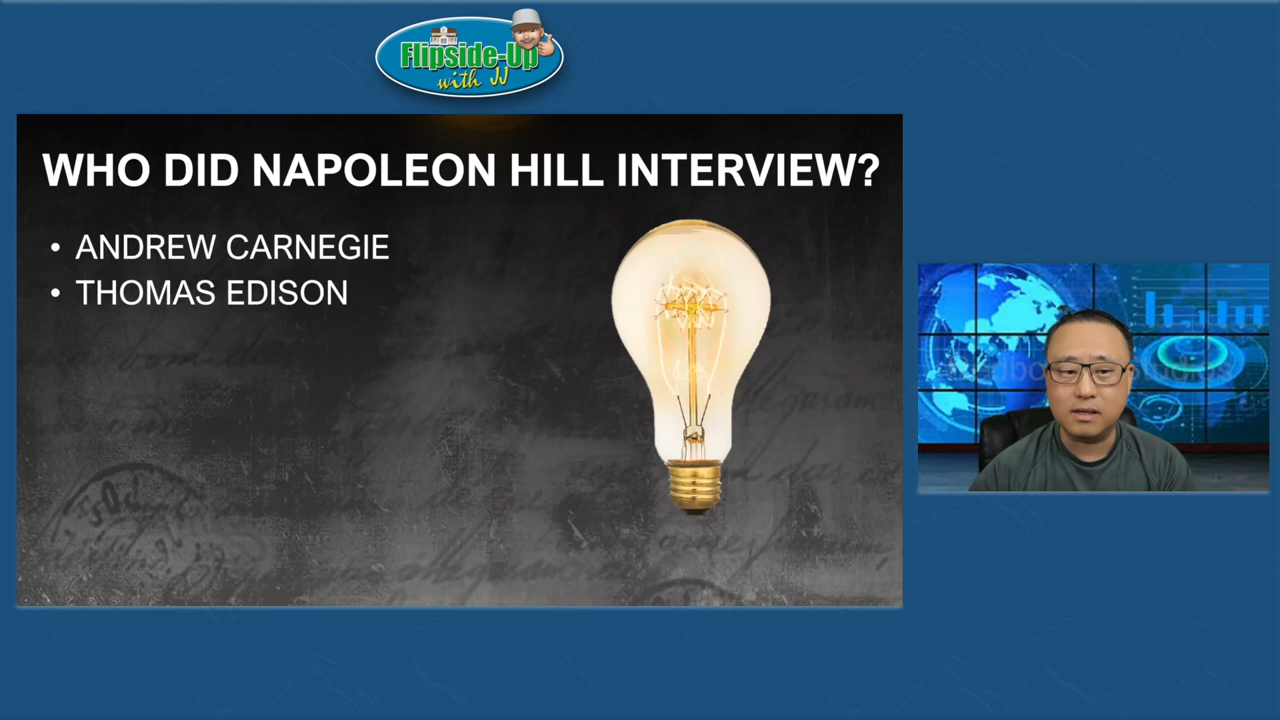 Flipside-Up
with JJ
WHO DID NAPOLEON HILL INTERVIEW?
• ANDREW CARNEGIE
• THOMAS EDISON